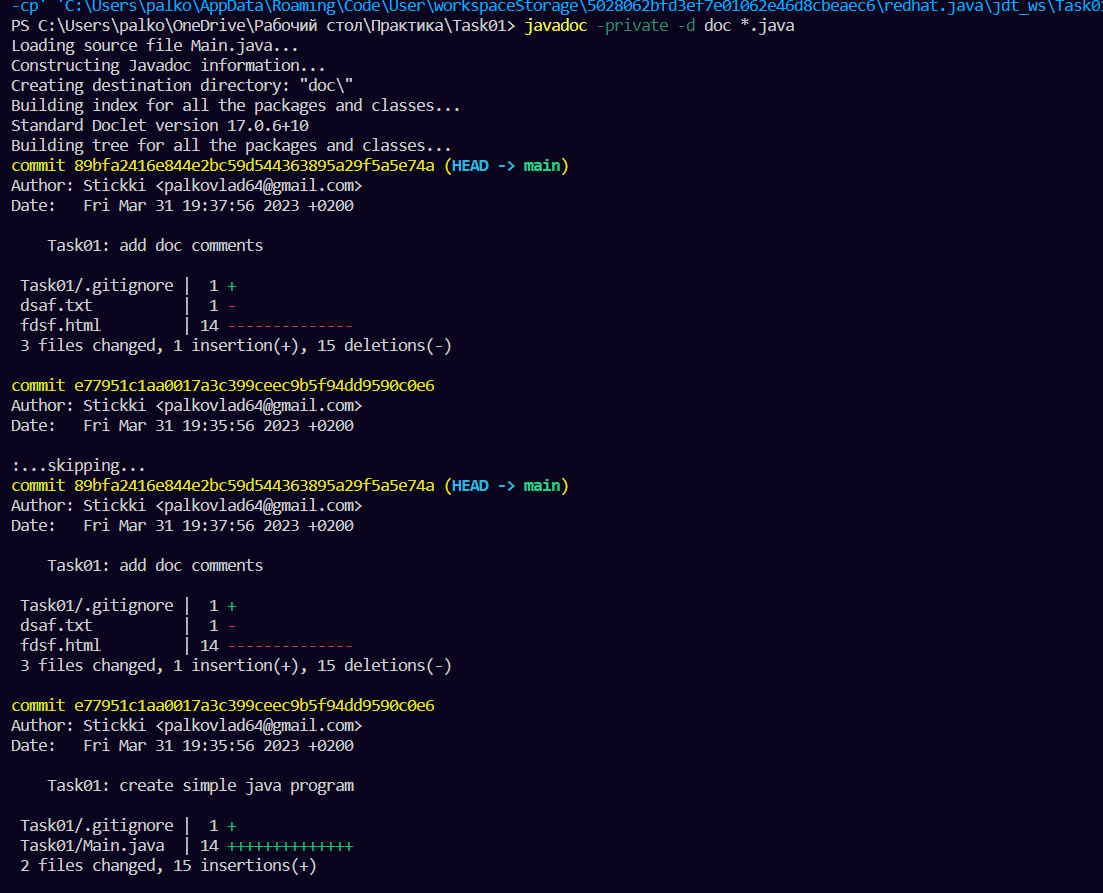 -cp' 'C:\Users\palko\AppData\Roaming\Code\User\workspaceStorage\5028062bfd3ef7e01062e46d8cbeaec6\redhat.java\jdt_ws\Task01
PS C:\Users\palko\OneDrive\Рабочий стол\Практика\Task01> javadoc -private -d doc *.java
Loading source file Main.java...
Constructing Javadoc information...
Creating destination directory: "doc\"
Building index for all the packages and classes...
Standard Doclet version 17.0.6+10
Building tree for all the packages and classes...
commit 89bfa2416e844e2bc59d544363895a29f5a5e74a (HEAD -> main)
Author: Stickki <palkovlad64@gmail.com>
Date:   Fri Mar 31 19:37:56 2023 +0200

    Task01: add doc comments

 Task01/.gitignore |  1 +
 dsaf.txt          |  1 -
 fdsf.html         | 14 --------------
 3 files changed, 1 insertion(+), 15 deletions(-)

commit e77951c1aa0017a3c399ceec9b5f94dd9590c0e6
Author: Stickki <palkovlad64@gmail.com>
Date:   Fri Mar 31 19:35:56 2023 +0200

:...skipping...
commit 89bfa2416e844e2bc59d544363895a29f5a5e74a (HEAD -> main)
Author: Stickki <palkovlad64@gmail.com>
Date:   Fri Mar 31 19:37:56 2023 +0200

    Task01: add doc comments

 Task01/.gitignore |  1 +
 dsaf.txt          |  1 -
 fdsf.html         | 14 --------------
 3 files changed, 1 insertion(+), 15 deletions(-)

commit e77951c1aa0017a3c399ceec9b5f94dd9590c0e6
Author: Stickki <palkovlad64@gmail.com>
Date:   Fri Mar 31 19:35:56 2023 +0200

    Task01: create simple java program

 Task01/.gitignore |  1 +
 Task01/Main.java  | 14 ++++++++++++++
 2 files changed, 15 insertions(+)